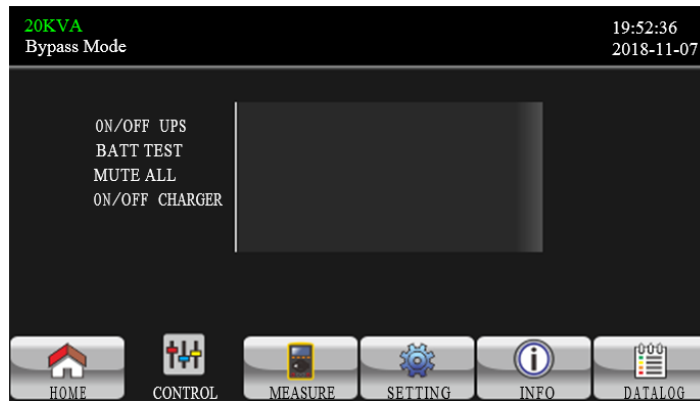 20KVA
19:52:36
Bypass Mode
2018-11-07
ON/OFF UPS
BATT TEST
MUTE ALL
ON/OFF CHARGER
HOME
CONTROL
MEASURE
SETTING
INFO
DATALOG